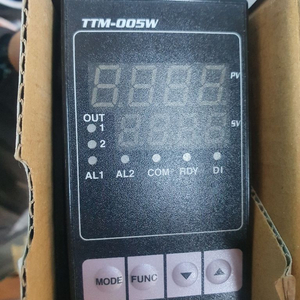 TTM-005W
PV
OUT
1
SV
2
AL1 AL2 COM RDY DI
MODE FUNC